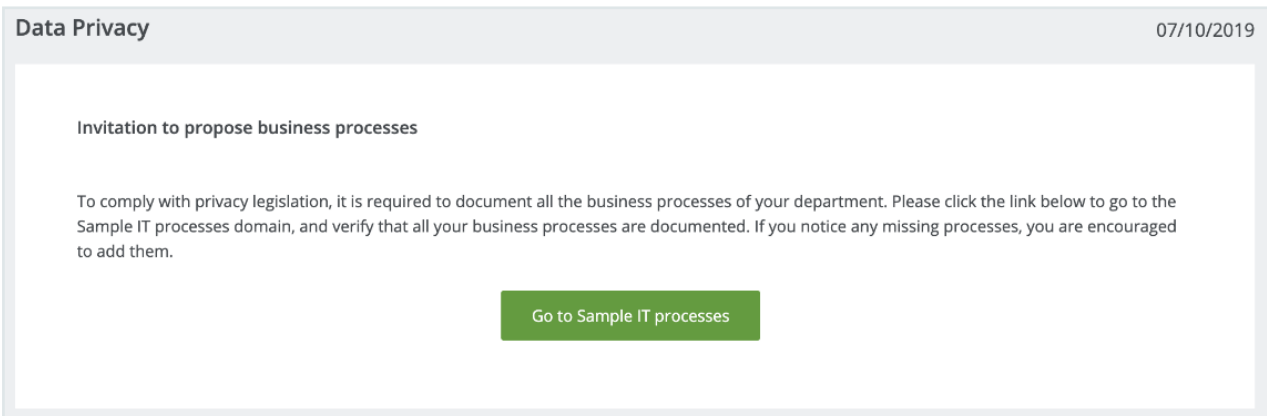 Data Privacy
07/10/2019
Invitation to propose business processes
To comply with privacy legislation, it is required to document all the business processes of your department. Please click the link below to go to the
Sample IT processes domain, and verify that all your business processes are documented. If you notice any missing processes, you are encouraged
to add them.
Go to Sample IT processes